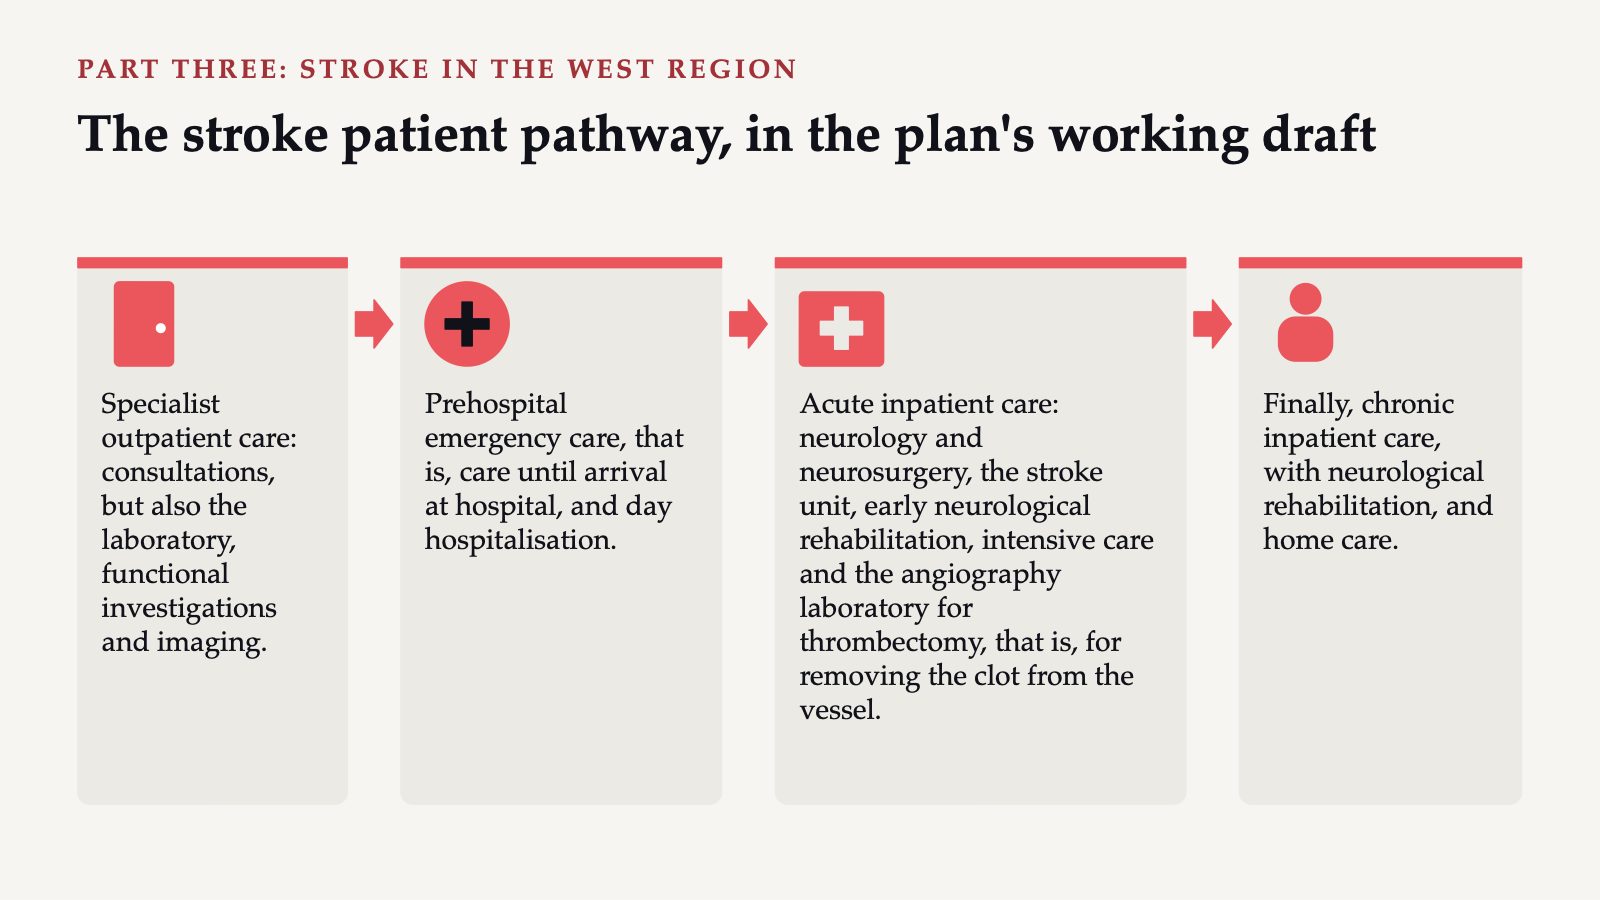 PART THREE: STROKE IN THE WEST REGION
The stroke patient pathway, in the plan's working draft
Specialist
outpatient care:
consultations,
but also the
laboratory,
functional
investigations
and imaging.
Prehospital
emergency care, that
is, care until arrival
at hospital, and day
hospitalisation.
Acute inpatient care:
neurology and
neurosurgery, the stroke
unit, early neurological
rehabilitation, intensive care
and the angiography
laboratory for
thrombectomy, that is, for
removing the clot from the
vessel.
Finally, chronic
inpatient care,
with neurological
rehabilitation, and
home care.